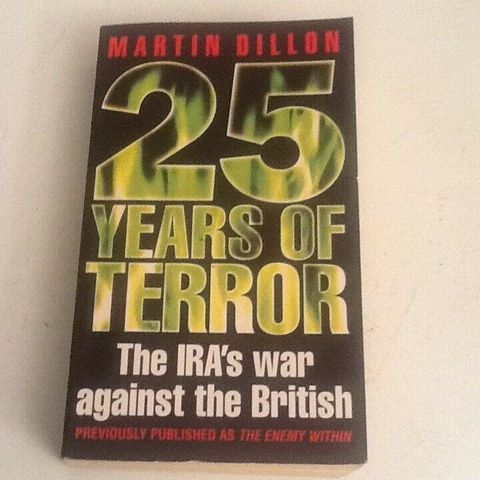 MARTIN DILLON
25
YEARS OF
TERROR
The IRA's war
against the British
PREVIOUSLY PUBLISHED AS THE ENEMY WITHIN